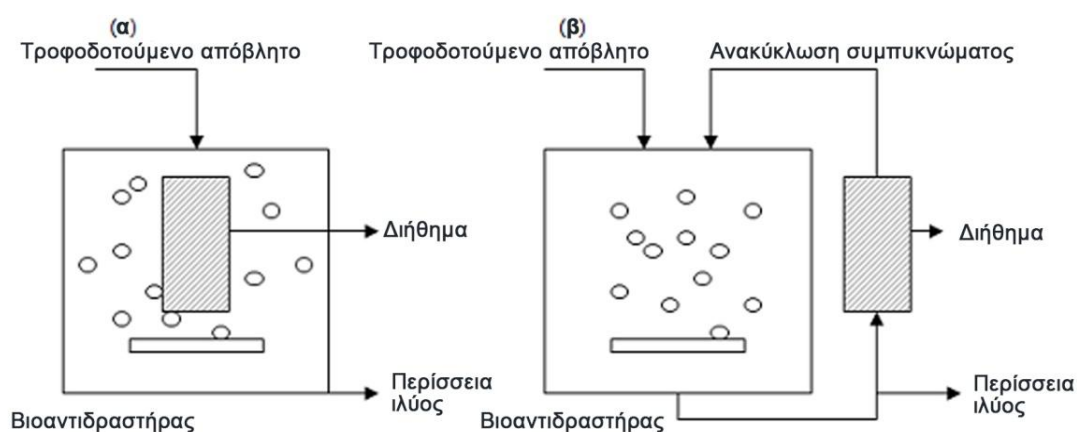 (α)
Τροφοδοτούμενο απόβλητο
Διήθημα
Περίσσεια
ιλύος
Βιοαντιδραστήρας
(β)
Τροφοδοτούμενο απόβλητο
Ανακύκλωση συμπυκνώματος
Διήθημα
Περίσσεια
ιλύος
Βιοαντιδραστήρας